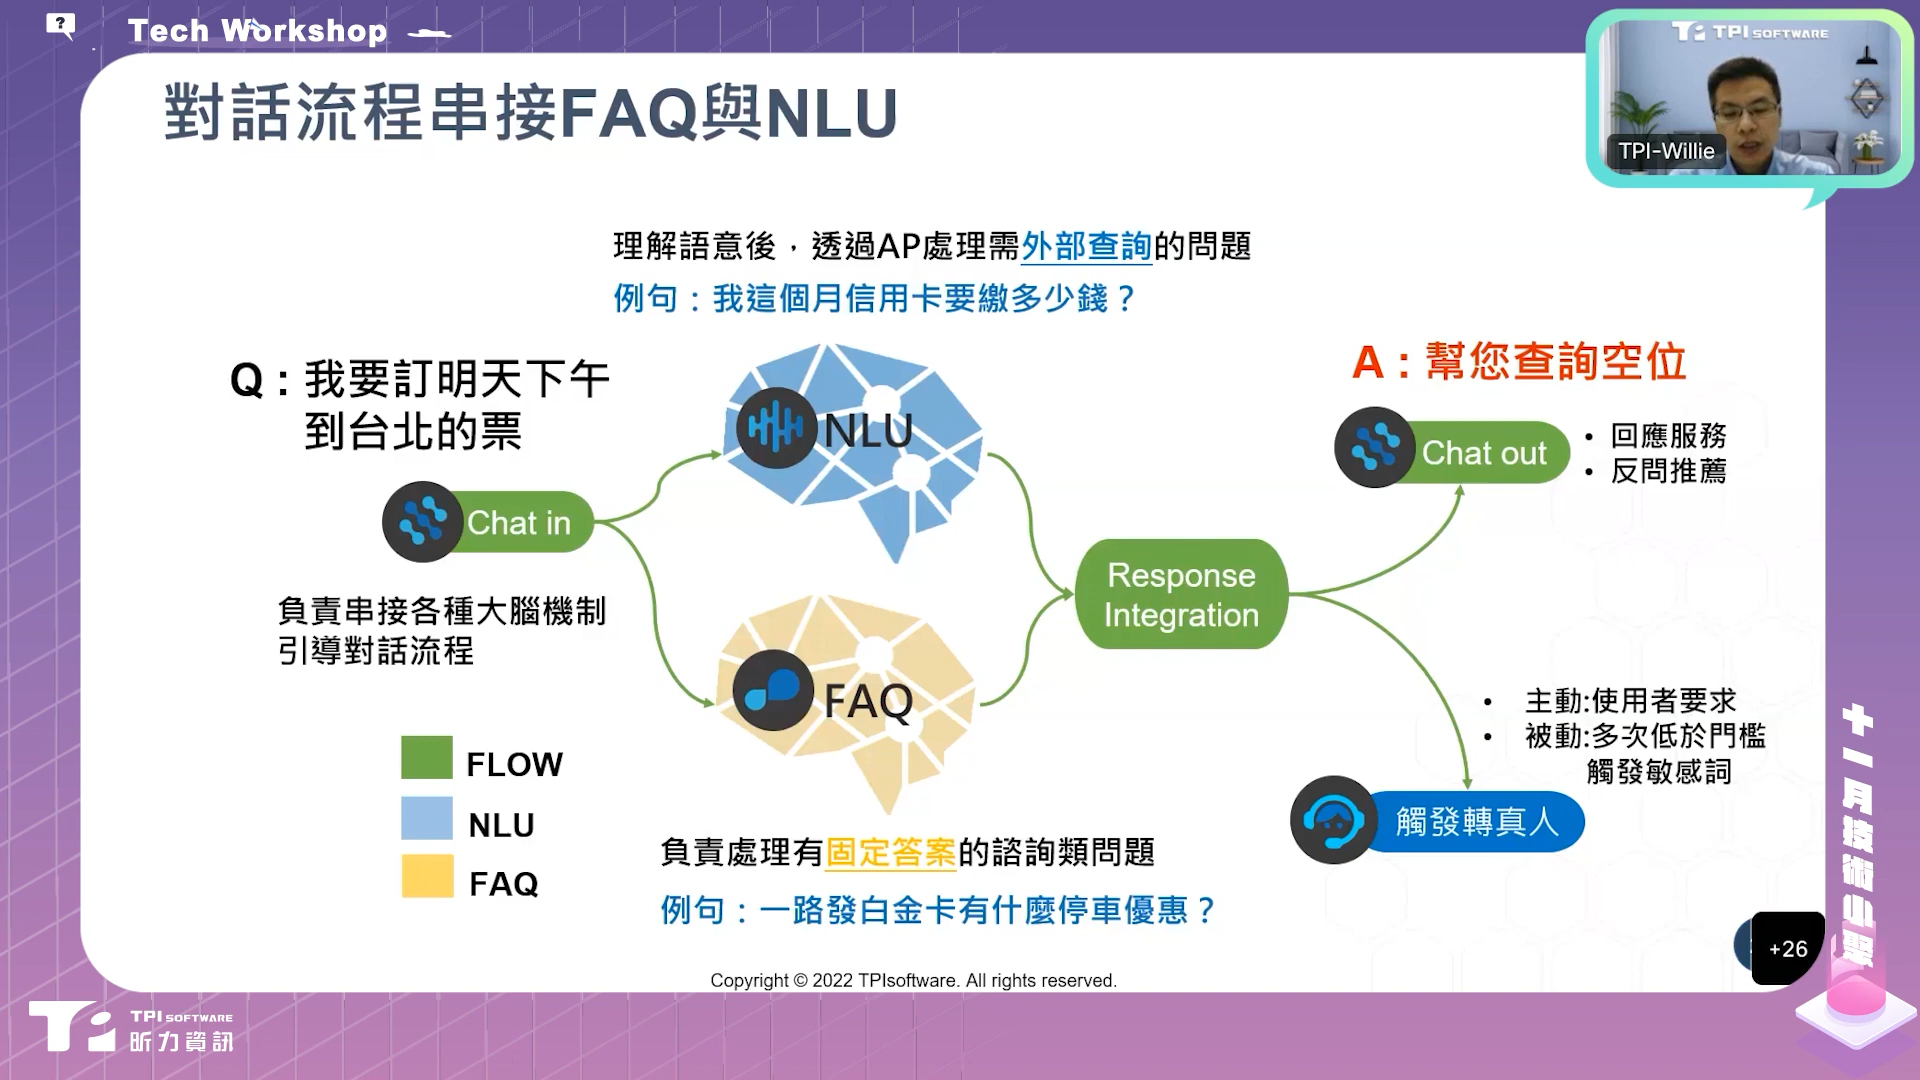 ?
Tech Workshop
TPI SOFTWARE
TPI-Willie
對話流程串接FAQ與NLU
理解語意後，透過AP處理需外部查詢的問題
例句：我這個月信用卡要繳多少錢？
Q：我要訂明天下午
到台北的票
Chat in
負責串接各種大腦機制
引導對話流程
NLU
FAQ
Response
Integration
A：幫您查詢空位
Chat out
• 回應服務
• 反問推薦
• 主動:使用者要求
• 被動:多次低於門檻
觸發敏感詞
觸發轉真人
FLOW
NLU
FAQ
負責處理有固定答案的諮詢類問題
例句：一路發白金卡有什麼停車優惠？
+26
十一月技術小聚
Copyright © 2022 TPIsoftware. All rights reserved.
TPI SOFTWARE
昕力資訊